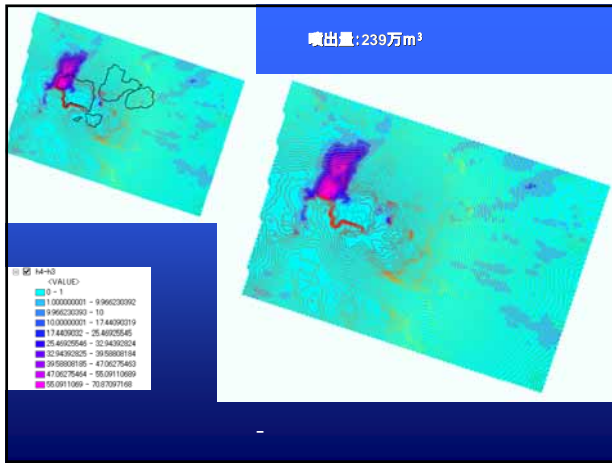 噴出量:239万m³
h4-h3
<VALUE>
0 - 1
1.000000001 - 9.966230392
9.966230393 - 10
10.00000001 - 17.44090319
17.4409032 - 25.46925545
25.46925546 - 32.94392824
32.94392825 - 39.58808184
39.58808185 - 47.06275463
47.06275464 - 55.09110689
55.0911069 - 70.87097168